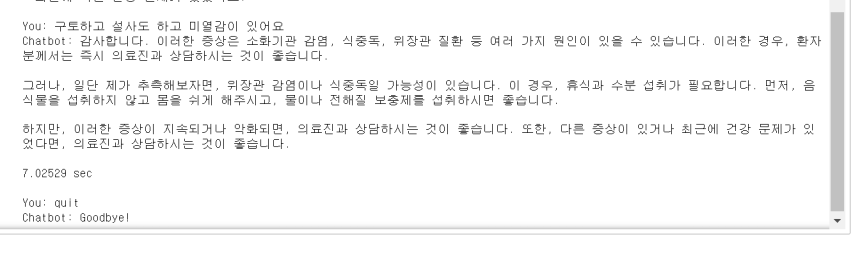 You: 구토하고 설사도 하고 미열감이 있어요
Chatbot: 감사합니다. 이러한 증상은 소화기관 감염, 식중독, 위장관 질환 등 여러 가지 원인이 있을 수 있습니다. 이러한 경우, 환자
분께서는 즉시 의료진과 상담하시는 것이 좋습니다.
그러나, 일단 제가 추측해보자면, 위장관 감염이나 식중독일 가능성이 있습니다. 이 경우, 휴식과 수분 섭취가 필요합니다. 먼저, 음
식물을 섭취하지 않고 몸을 쉬게 해주시고, 물이나 전해질 보충제를 섭취하시면 좋습니다.
하지만, 이러한 증상이 지속되거나 악화되면, 의료진과 상담하시는 것이 좋습니다. 또한, 다른 증상이 있거나 최근에 건강 문제가 있
었다면, 의료진과 상담하시는 것이 좋습니다.
7.02529 sec
You: quit
Chatbot: Goodbye!